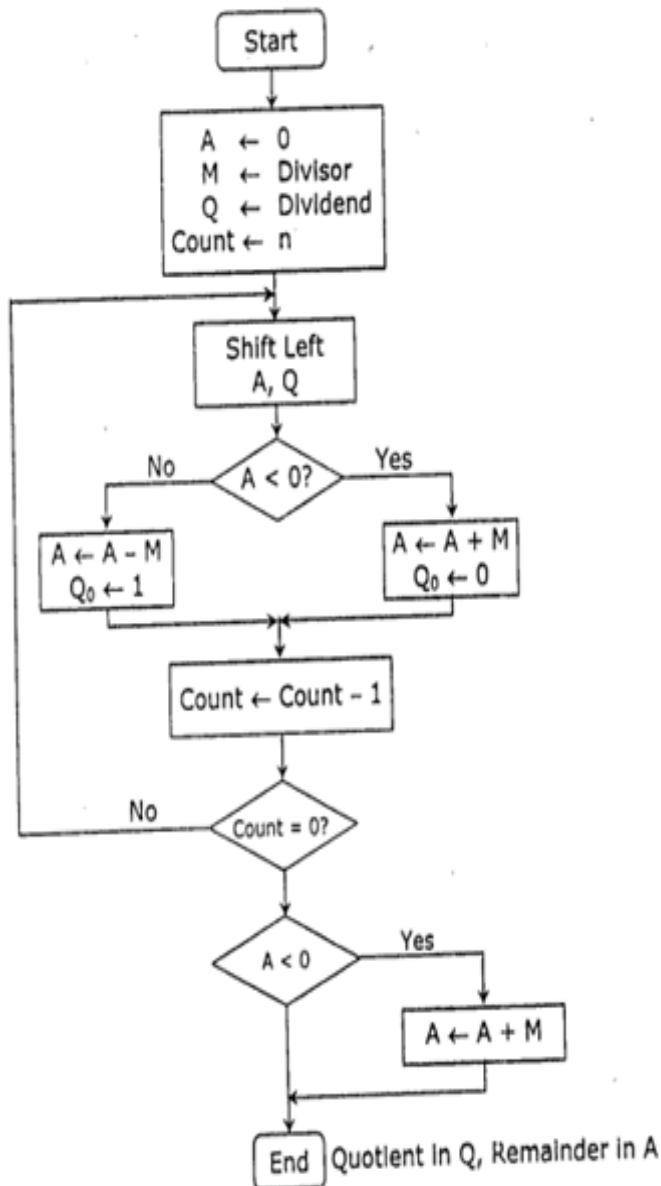 Start
A ← 0
M ← Divisor
Q ← Dividend
Count ← n
Shift Left
A, Q
No
A < 0?
Yes
A ← A – M
Q₀ ← 1
A ← A + M
Q₀ ← 0
Count ← Count – 1
No
Count = 0?
A < 0
Yes
A ← A + M
End
Quotient in Q, Remainder in A